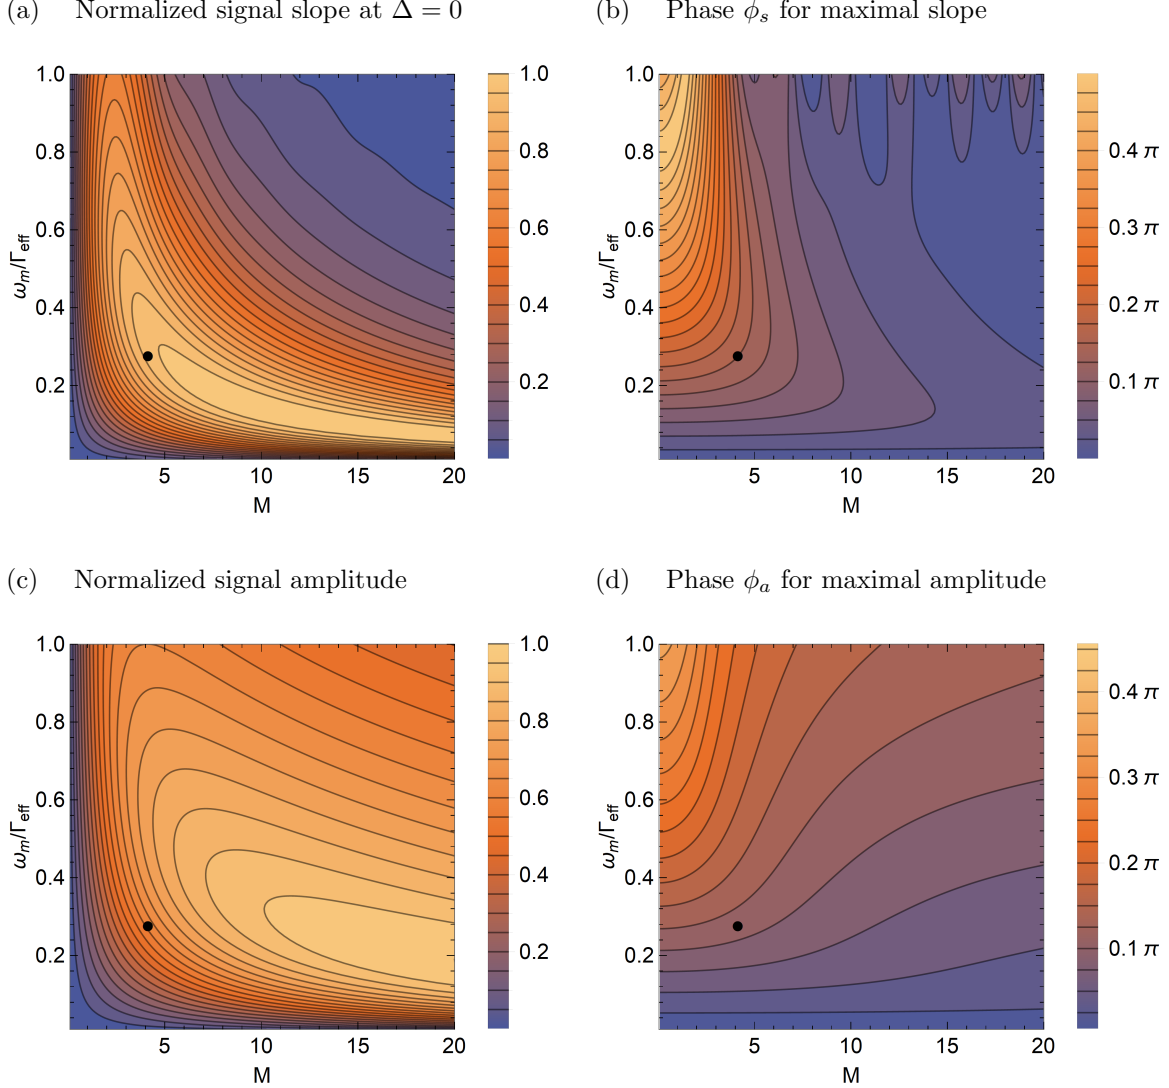 (a) Normalized signal slope at Δ = 0
1.0
0.8
0.6
0.4
0.2
ω_m/Γ_eff
5 10 15 20
M
1.0
0.8
0.6
0.4
0.2
(b) Phase ϕ_s for maximal slope
1.0
0.8
0.6
0.4
0.2
ω_m/Γ_eff
5 10 15 20
M
0.4 π
0.3 π
0.2 π
0.1 π
(c) Normalized signal amplitude
1.0
0.8
0.6
0.4
0.2
ω_m/Γ_eff
5 10 15 20
M
1.0
0.8
0.6
0.4
0.2
(d) Phase ϕ_a for maximal amplitude
1.0
0.8
0.6
0.4
0.2
ω_m/Γ_eff
5 10 15 20
M
0.4 π
0.3 π
0.2 π
0.1 π